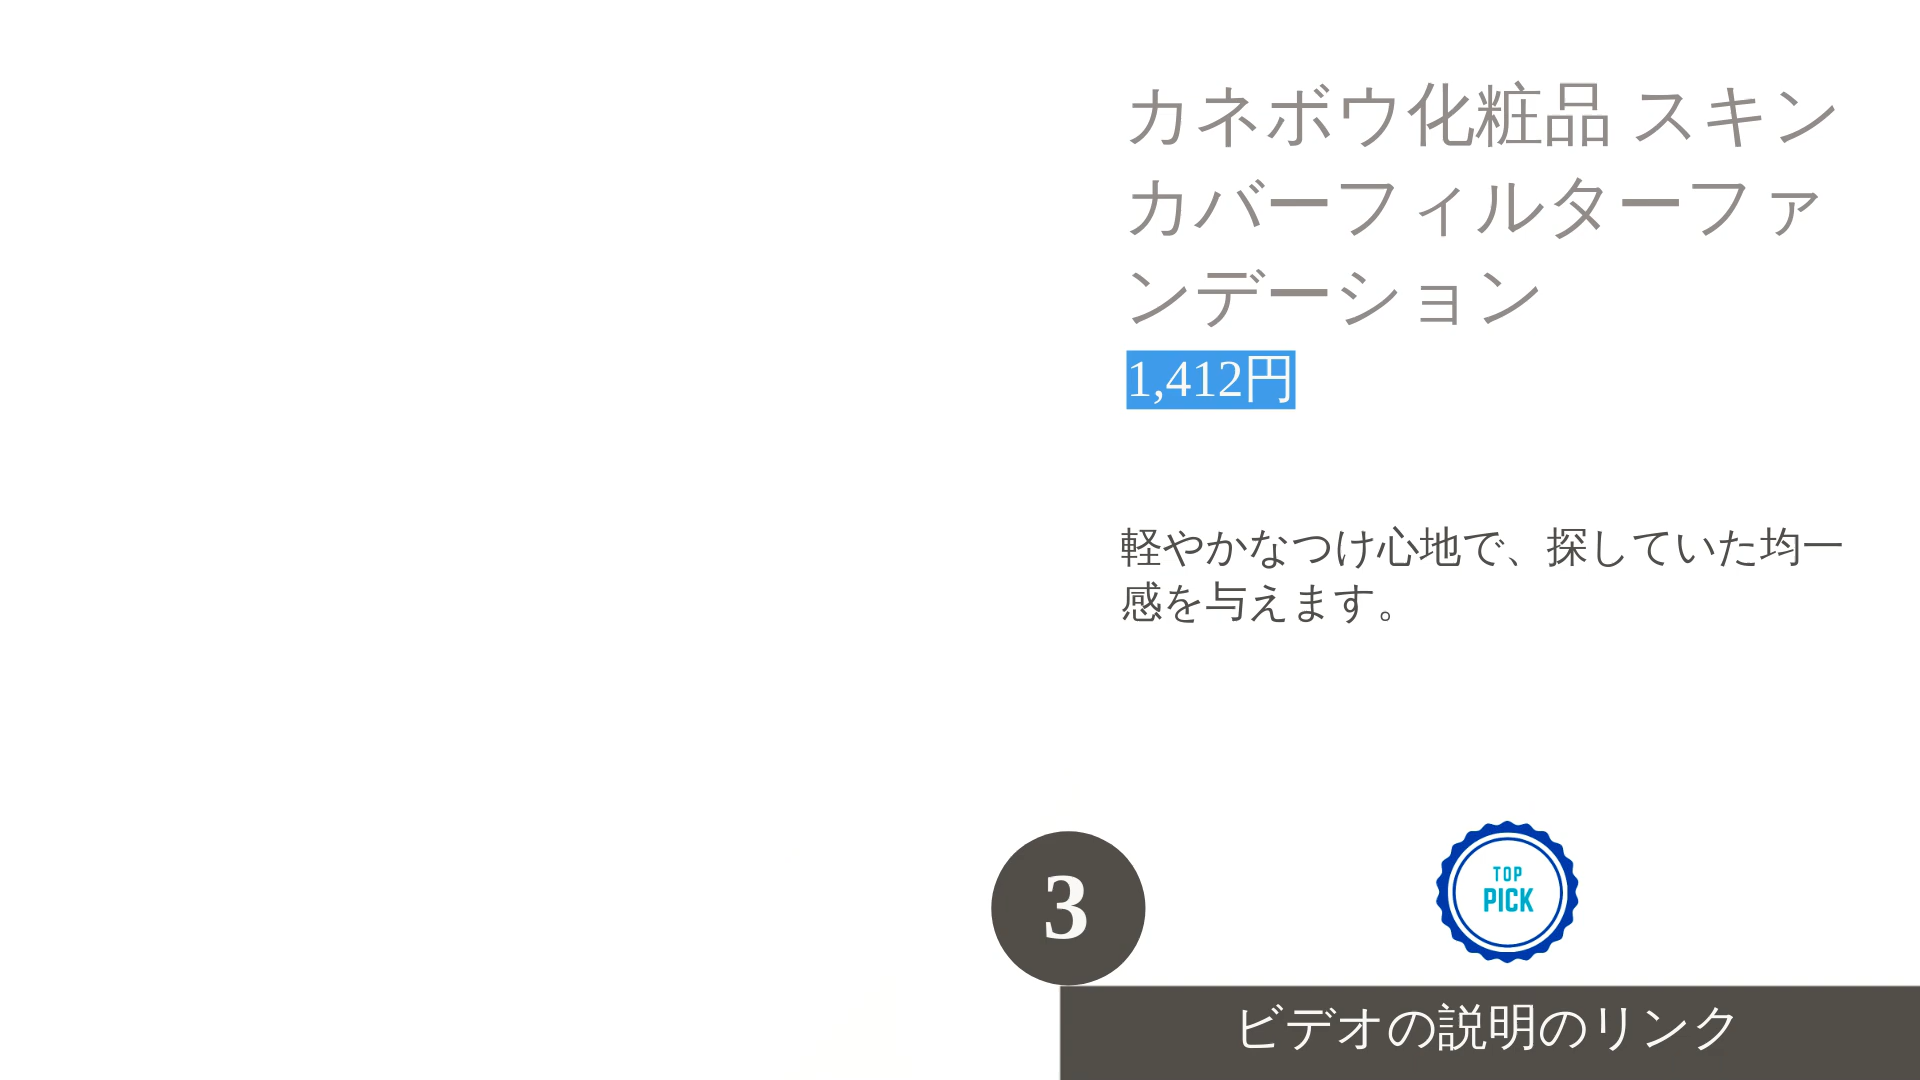 カネボウ化粧品 スキン
カバーフィルターファ
ンデーション
1,412円
軽やかなつけ心地で、探していた均一
感を与えます。
3
TOP
PICK
ビデオの説明のリンク